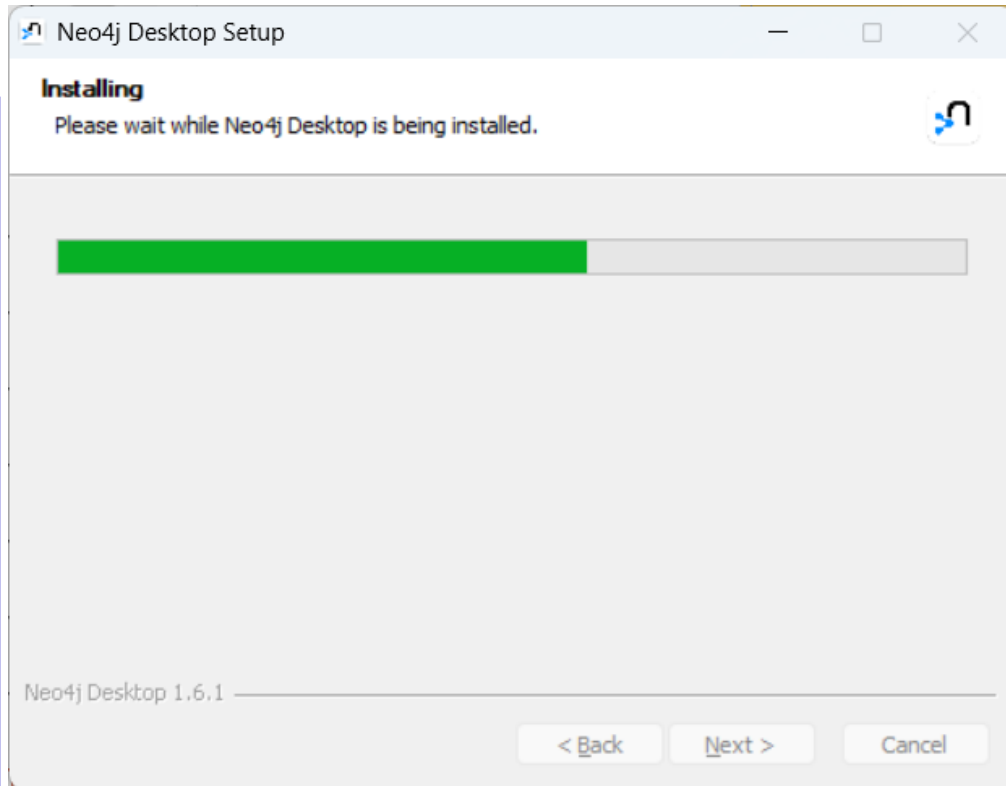 Neo4j Desktop Setup
Installing
Please wait while Neo4j Desktop is being installed.
Neo4j Desktop 1.6.1
< Back
Next >
Cancel